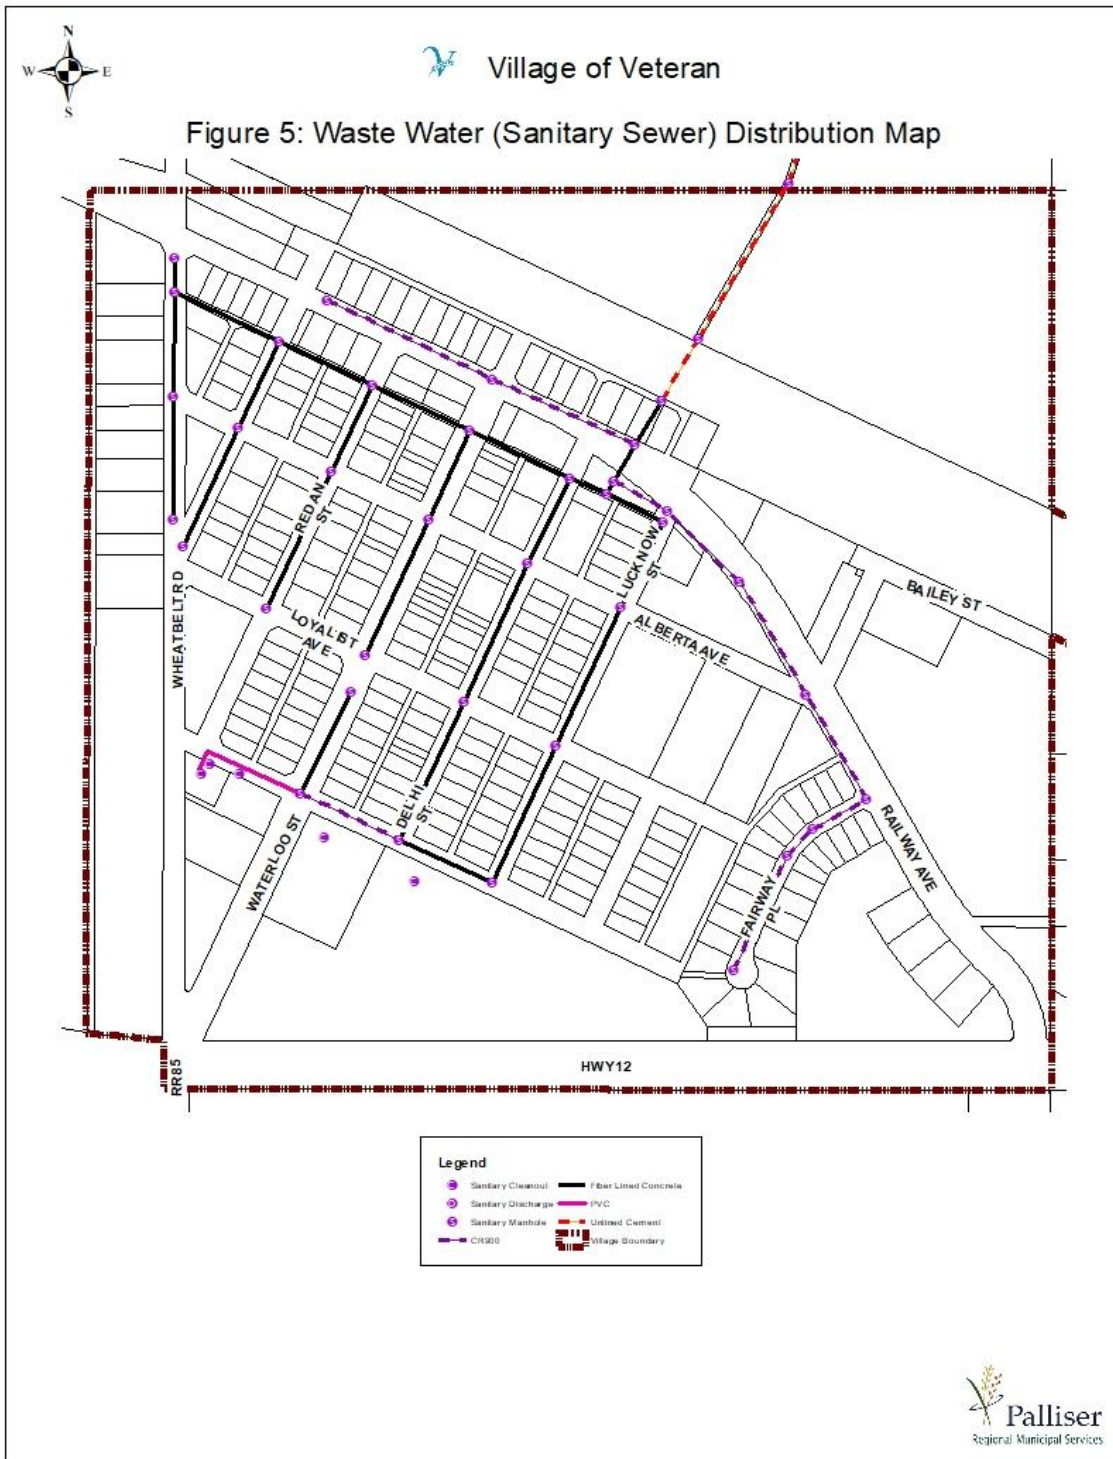 N
W E
S
Village of Veteran
Figure 5: Waste Water (Sanitary Sewer) Distribution Map
REDAN
ST
LUCKNOW
ST
BAILEY ST
WHEATBELT RD
LOYALIST
AVE
ALBERTA AVE
DELHI
ST
WATERLOO ST
RAILWAY AVE
FAIRWAY
PL
HWY12
RR85
Legend
Sanitary Cleanout Fiber Lined Concrete
Sanitary Discharge PVC
Sanitary Manhole Unlined Cement
CR900 Village Boundary
Palliser
Regional Municipal Services